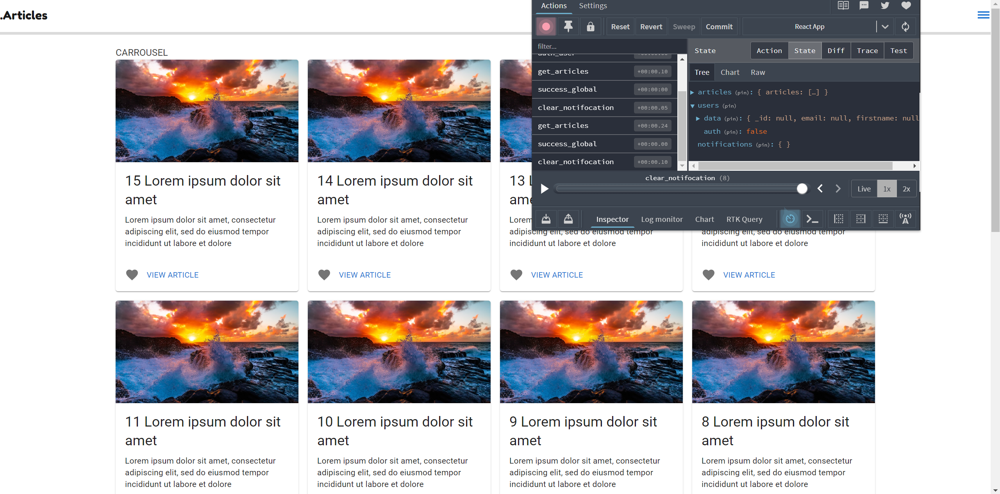 .Articles
CARROUSEL
15 Lorem ipsum dolor sit
amet
Lorem ipsum dolor sit amet, consectetur
adipiscing elit, sed do eiusmod tempor
incididunt ut labore et dolore
VIEW ARTICLE
14 Lorem ipsum dolor sit
amet
Lorem ipsum dolor sit amet, consectetur
adipiscing elit, sed do eiusmod tempor
incididunt ut labore et dolore
VIEW ARTICLE
13 L
ame
Lorem
adipiscing elit, sed do eiusmod tempor
incididunt ut labore et dolore
VIEW ARTICLE
adipiscing elit, sed do eiusmod tempor
incididunt ut labore et dolore
VIEW ARTICLE
11 Lorem ipsum dolor sit
amet
Lorem ipsum dolor sit amet, consectetur
adipiscing elit, sed do eiusmod tempor
incididunt ut labore et dolore
10 Lorem ipsum dolor sit
amet
Lorem ipsum dolor sit amet, consectetur
adipiscing elit, sed do eiusmod tempor
incididunt ut labore et dolore
9 Lorem ipsum dolor sit
amet
Lorem ipsum dolor sit amet, consectetur
adipiscing elit, sed do eiusmod tempor
incididunt ut labore et dolore
8 Lorem ipsum dolor sit
amet
Lorem ipsum dolor sit amet, consectetur
adipiscing elit, sed do eiusmod tempor
incididunt ut labore et dolore
Actions Settings
Reset Revert Sweep Commit React App
filter...
auth_user
get_articles +00:00.10
success_global +00:00:00
clear_notifocation +00:00.05
get_articles +00:00.24
success_global +00:00.00
clear_notifocation +00:00.10
State Action State Diff Trace Test
Tree Chart Raw
articles (pin): { articles: […] }
users (pin)
data (pin): { _id: null, email: null, firstname: null
auth (pin): false
notifications (pin): { }
clear_notifocation (8)
Live 1x 2x
Inspector Log monitor Chart RTK Query